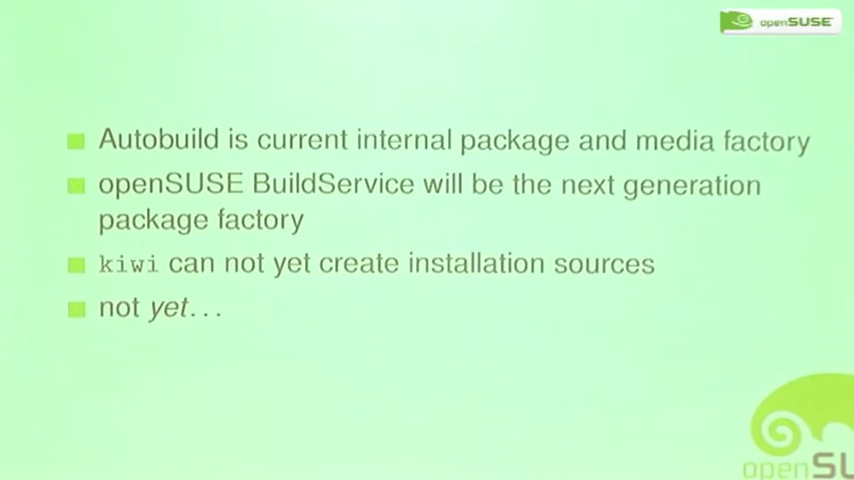 openSUSE
Autobuild is current internal package and media factory
openSUSE BuildService will be the next generation
package factory
kiwi can not yet create installation sources
not yet...
openSU